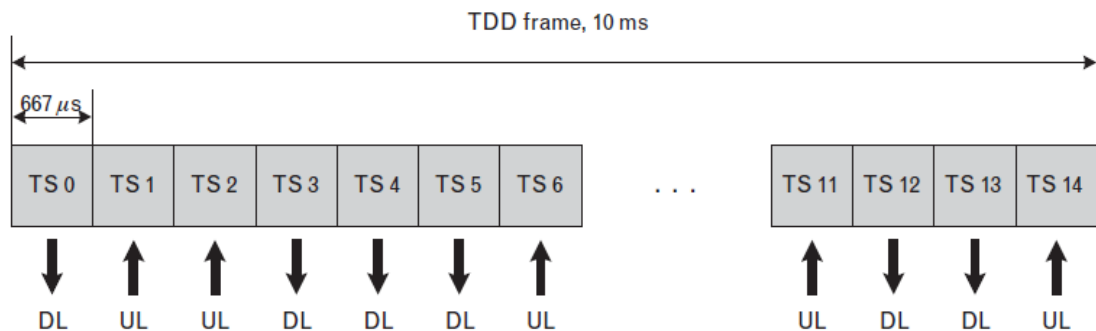 TDD frame, 10 ms
667 μs
TS 0 TS 1 TS 2 TS 3 TS 4 TS 5 TS 6 . . . TS 11 TS 12 TS 13 TS 14
DL UL UL DL DL DL UL UL DL DL UL